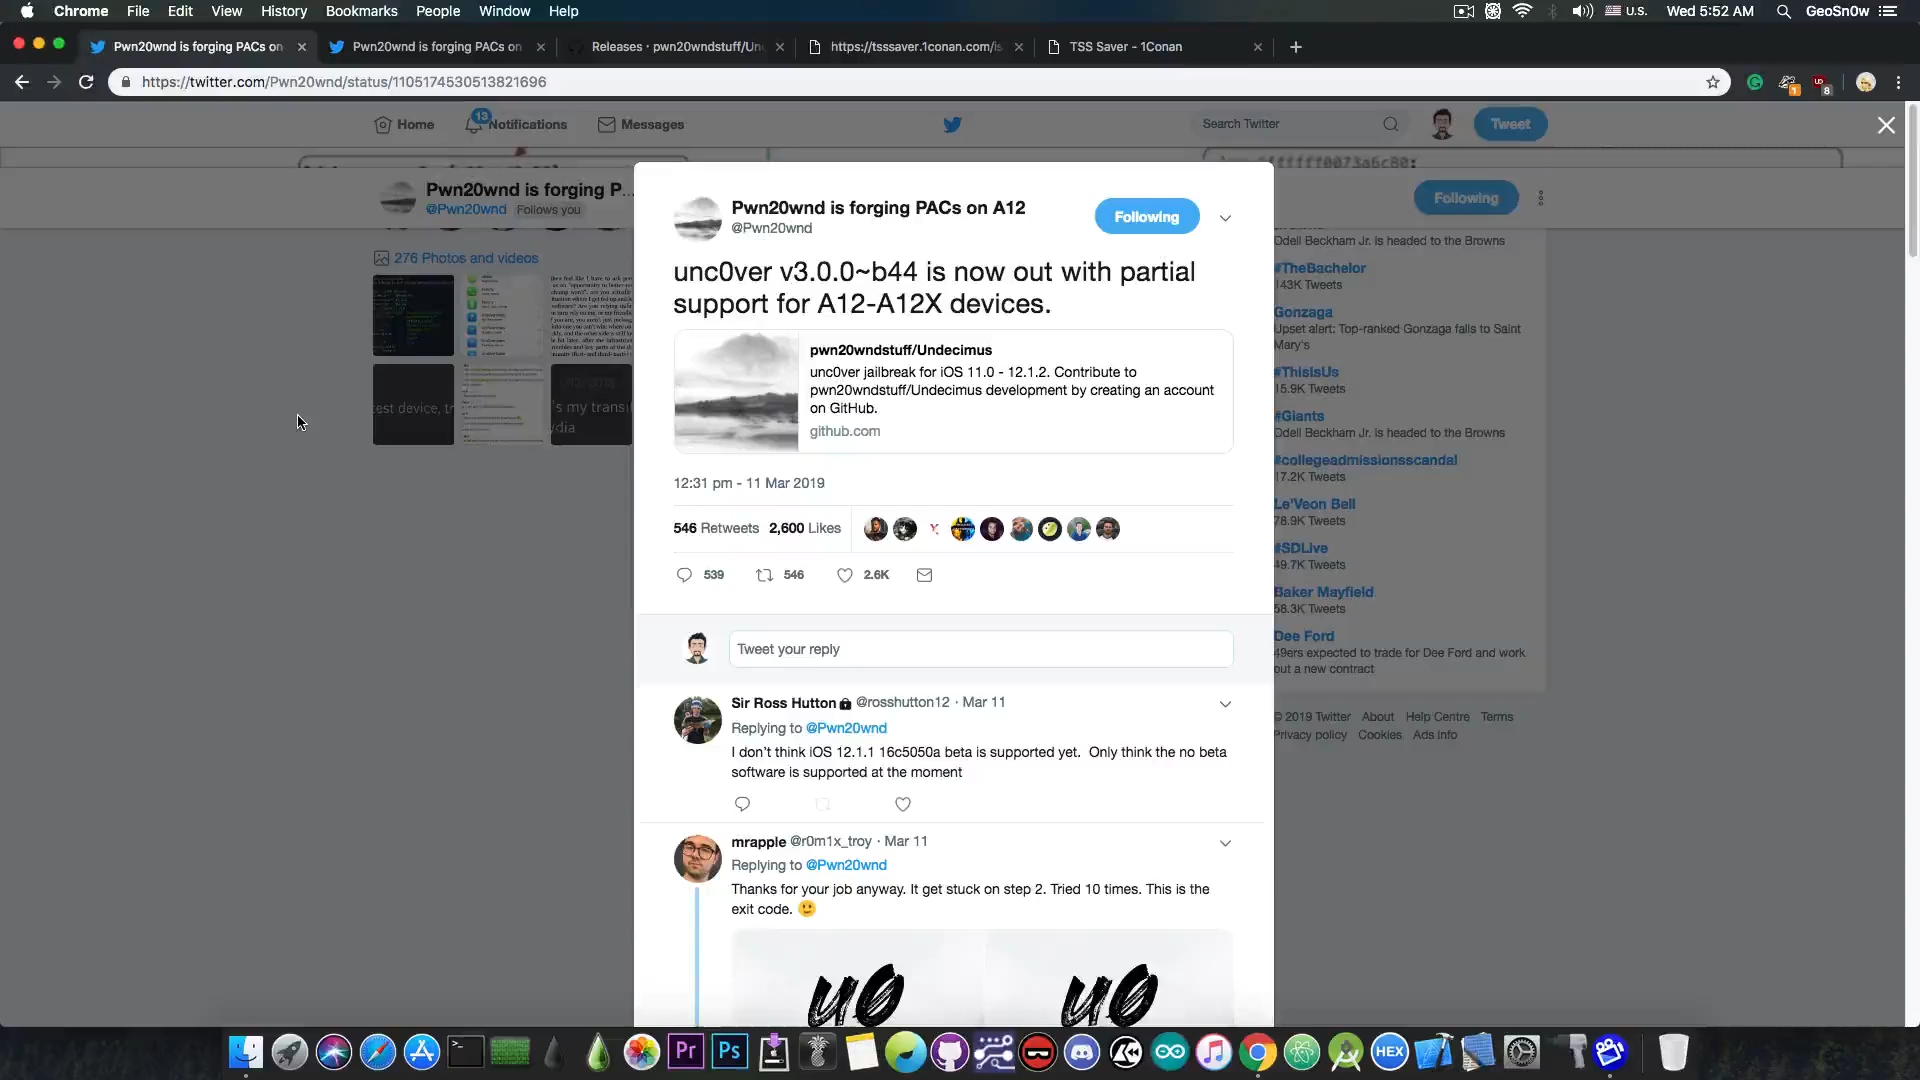 Chrome File Edit View History Bookmarks People Window Help
U.S. Wed 5:52 AM GeoSn0w
Pwn20wnd is forging PACs on
Pwn20wnd is forging PACs on
Releases · pwn20wndstuff/Un
https://tsssaver.1conan.com/is
TSS Saver - 1Conan
https://twitter.com/Pwn20wnd/status/1105174530513821696
1
8
Home
13
Notifications
Messages
Search Twitter
Tweet
ffffff0073a6c80:
Pwn20wnd is forging P...
@Pwn20wnd Follows you
Following
276 Photos and videos
test device, tr
's my transi
ydia
Pwn20wnd is forging PACs on A12
@Pwn20wnd
Following
unc0ver v3.0.0~b44 is now out with partial
support for A12-A12X devices.
pwn20wndstuff/Undecimus
unc0ver jailbreak for iOS 11.0 - 12.1.2. Contribute to
pwn20wndstuff/Undecimus development by creating an account
on GitHub.
github.com
12:31 pm - 11 Mar 2019
546 Retweets 2,600 Likes
539 546 2.6K
Tweet your reply
Sir Ross Hutton @rosshutton12 · Mar 11
Replying to @Pwn20wnd
I don't think iOS 12.1.1 16c5050a beta is supported yet. Only think the no beta
software is supported at the moment
mrapple @r0m1x_troy · Mar 11
Replying to @Pwn20wnd
Thanks for your job anyway. It get stuck on step 2. Tried 10 times. This is the
exit code.
u0 u0
Odell Beckham Jr. is headed to the Browns
#TheBachelor
143K Tweets
Gonzaga
Upset alert: Top-ranked Gonzaga falls to Saint
Mary's
#ThisIsUs
15.9K Tweets
#Giants
Odell Beckham Jr. is headed to the Browns
#collegeadmissionsscandal
17.2K Tweets
Le'Veon Bell
78.9K Tweets
#SDLive
49.7K Tweets
Baker Mayfield
58.3K Tweets
Dee Ford
49ers expected to trade for Dee Ford and work
out a new contract
© 2019 Twitter About Help Centre Terms
Privacy policy Cookies Ads info
Pr
Ps
HEX